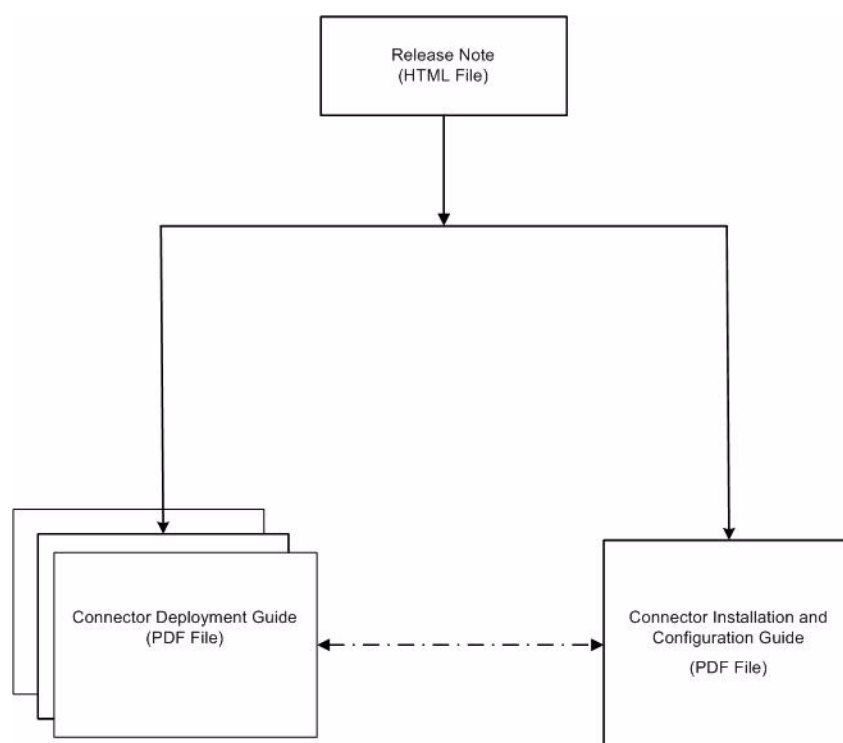 Release Note
(HTML File)
Connector Deployment Guide
(PDF File)
Connector Installation and
Configuration Guide
(PDF File)